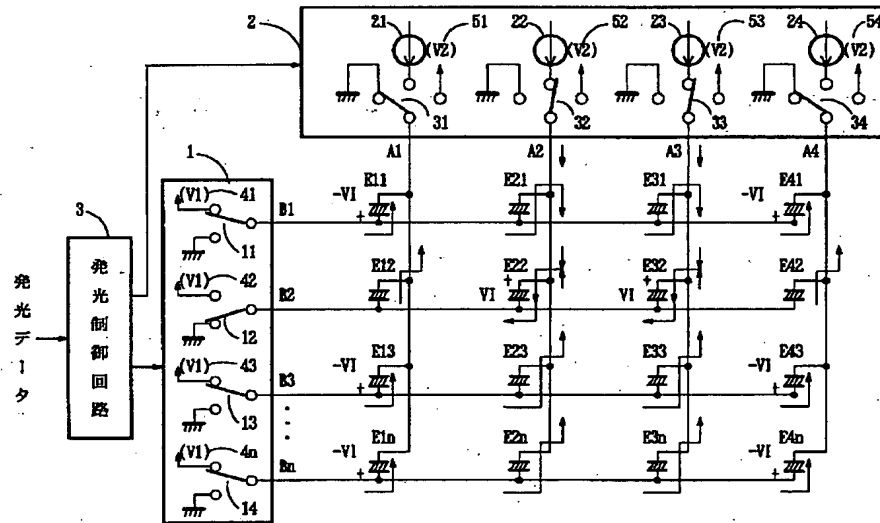 2
21
(V2)
51
22
(V2)
52
23
(V2)
53
24
(V2)
54
31
32
33
34
A1
A2
A3
A4
1
3
発光データ
発光制御回路
(V1)
41
11
B1
(V1)
42
12
B2
(V1)
43
13
B3
(V1)
4n
14
Bn
-VI
E11
+
E21
E31
-VI
E41
+
E12
E22
+
VI
E32
+
VI
E42
-VI
E13
+
E23
E33
-VI
E43
+
-VI
E1n
+
E2n
E3n
-VI
E4n
+